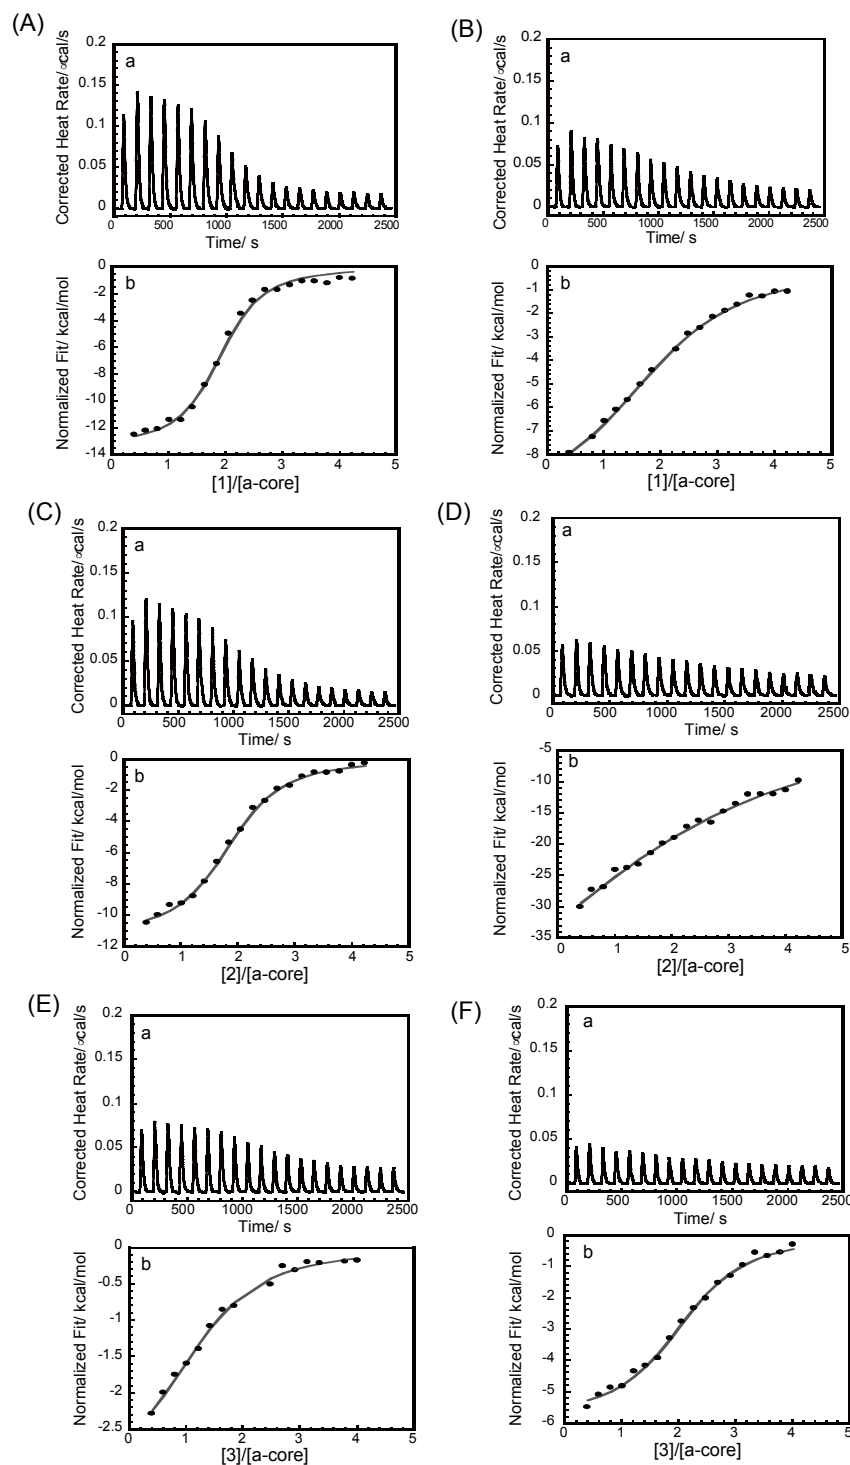 (A)
Corrected Heat Rate/∝cal/s
a
0.2
0.15
0.1
0.05
0
0 500 1000 1500 2000 2500
Time/ s
Normalized Fit/ kcal/mol
b
0
-2
-4
-6
-8
-10
-12
-14
0 1 2 3 4 5
[1]/[a-core]
(B)
Corrected Heat Rate/∝cal/s
a
0.2
0.15
0.1
0.05
0
0 500 1000 1500 2000 2500
Time/ s
Normalized Fit/ kcal/mol
b
0
-1
-2
-3
-4
-5
-6
-7
-8
0 1 2 3 4 5
[1]/[a-core]
(C)
Corrected Heat Rate/∝cal/s
a
0.2
0.15
0.1
0.05
0
0 500 1000 1500 2000 2500
Time/ s
Normalized Fit/ kcal/mol
b
0
-2
-4
-6
-8
-10
-12
0 1 2 3 4 5
[2]/[a-core]
(D)
Corrected Heat Rate/∝cal/s
a
0.2
0.15
0.1
0.05
0
0 500 1000 1500 2000 2500
Time/ s
Normalized Fit/ kcal/mol
b
-5
-10
-15
-20
-25
-30
-35
0 1 2 3 4 5
[2]/[a-core]
(E)
Corrected Heat Rate/∝cal/s
a
0.2
0.15
0.1
0.05
0
0 500 1000 1500 2000 2500
Time/ s
Normalized Fit/ kcal/mol
b
0
-0.5
-1
-1.5
-2
-2.5
0 1 2 3 4 5
[3]/[a-core]
(F)
Corrected Heat Rate/∝cal/s
a
0.2
0.15
0.1
0.05
0
0 500 1000 1500 2000 2500
Time/ s
Normalized Fit/ kcal/mol
b
0
-1
-2
-3
-4
-5
-6
0 1 2 3 4 5
[3]/[a-core]